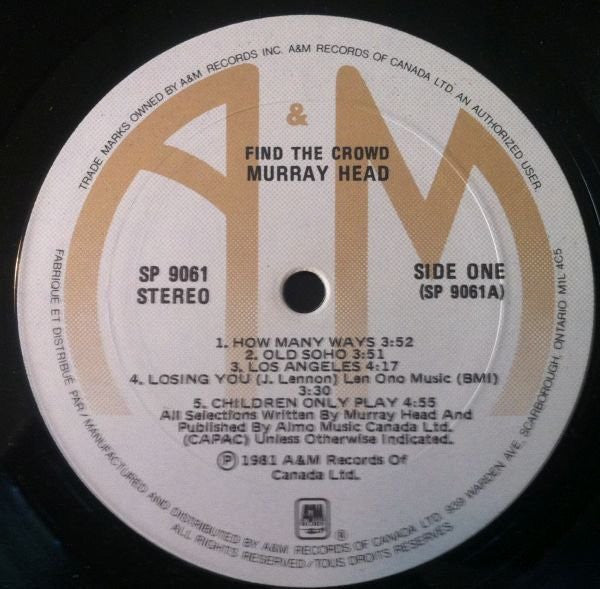 TRADE MARKS OWNED BY A&M RECORDS INC. A&M RECORDS OF CANADA LTD. AN AUTHORIZED USER.
A & M
FIND THE CROWD
MURRAY HEAD
SP 9061
STEREO
SIDE ONE
(SP 9061A)
1. HOW MANY WAYS 3:52
2. OLD SOHO 3:51
3. LOS ANGELES 4:17
4. LOSING YOU (J. Lennon) Len Ono Music (BMI)
3:30
5. CHILDREN ONLY PLAY 4:55
All Selections Written By Murray Head And
Published By Almo Music Canada Ltd.
(CAPAC) Unless Otherwise Indicated.
Ⓟ 1981 A&M Records Of
Canada Ltd.
A&M
®
FABRIQUÉ ET DISTRIBUÉ PAR/MANUFACTURED AND DISTRIBUTED BY A&M RECORDS OF CANADA LTD. 939 WARDEN AVE. SCARBOROUGH, ONTARIO M1L 4C5
ALL RIGHTS RESERVED/TOUS DROITS RESERVÉS